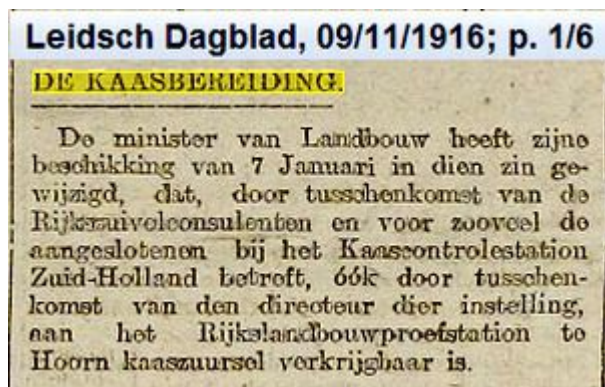 Leidsch Dagblad, 09/11/1916; p. 1/6
DE KAASBEREIDING.
De minister van Landbouw heeft zijne
beschikking van 7 Januari in dien zin ge-
wijzigd, dat, door tusschenkomst van de
Rijkszuivelconsulenten en voor zooveel de
aangeslotenen bij het Kaascontrolestation
Zuid-Holland betreft, óók door tusschen-
komst van den directeur dier instelling,
aan het Rijkslandbouwproefstation te
Hoorn kaaszuursel verkrijgbaar is.